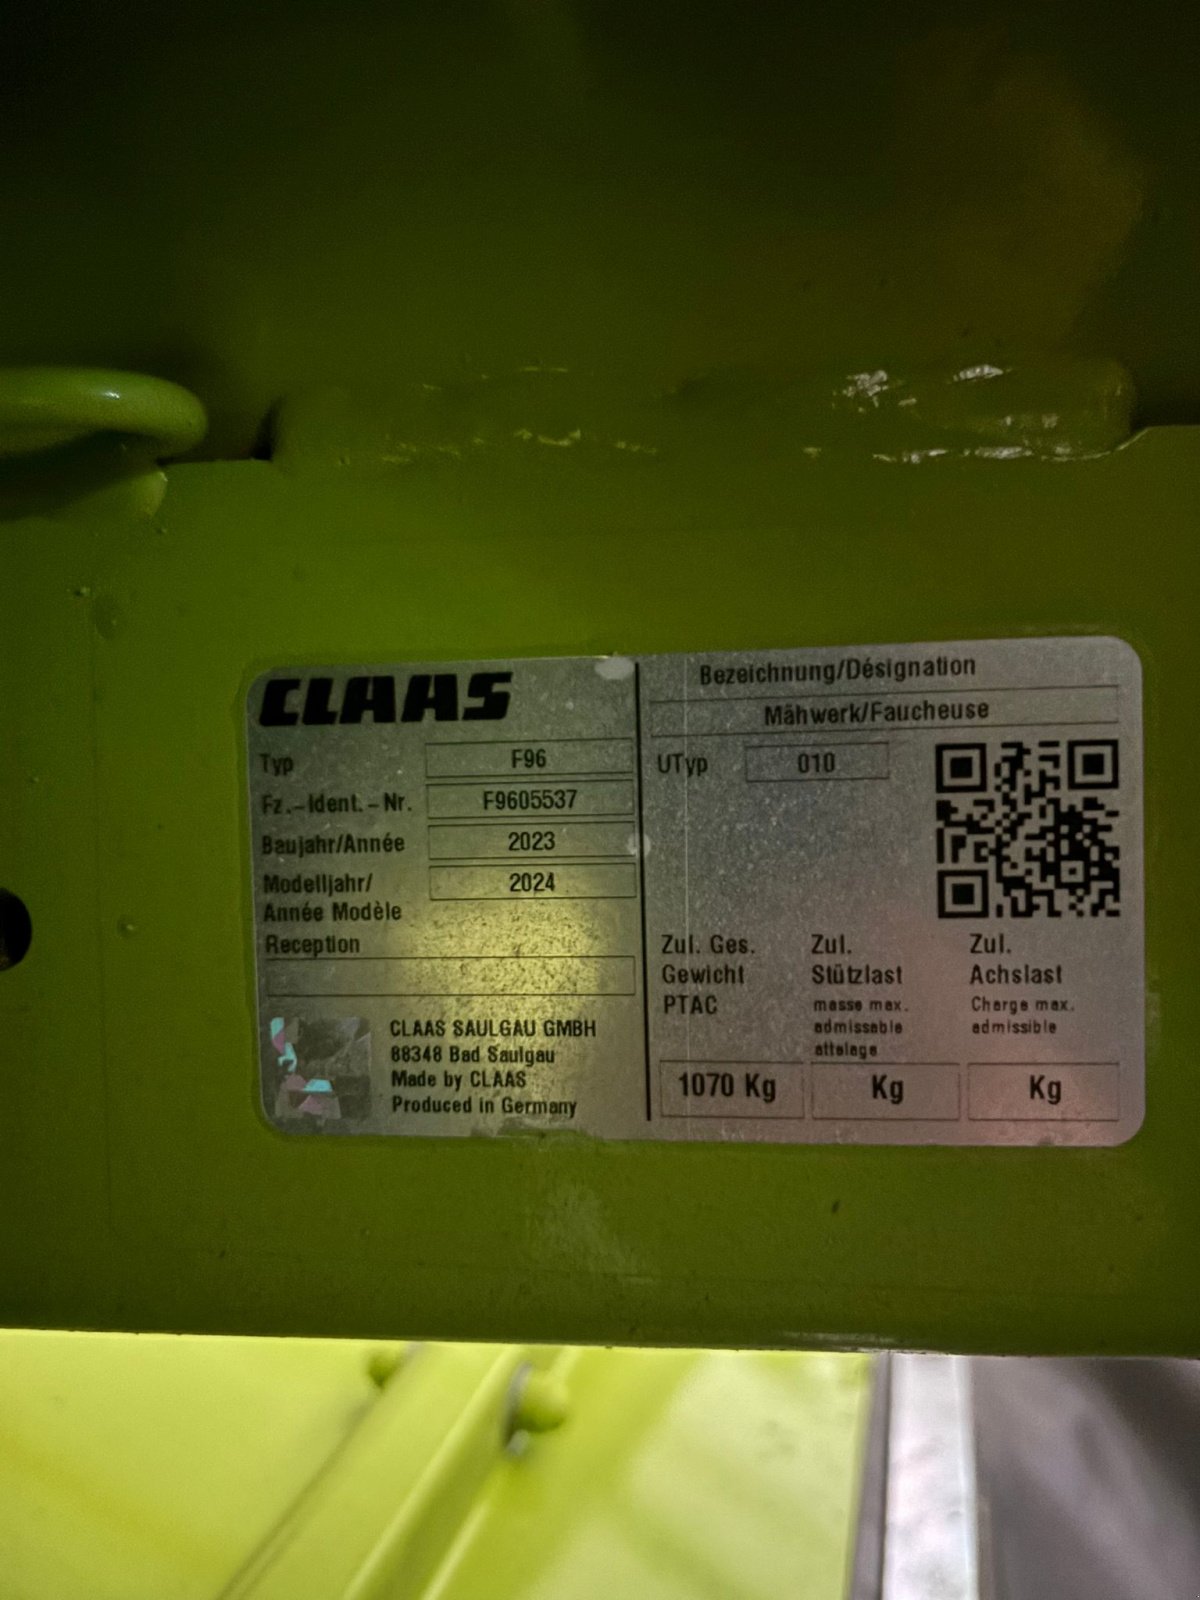 CLAAS
Typ F96
Fz.-Ident.-Nr. F9605537
Baujahr/Année 2023
Modelljahr/ 2024
Année Modèle
Reception
CLAAS SAULGAU GMBH
88348 Bad Saulgau
Made by CLAAS
Produced in Germany
Bezeichnung/Désignation
Mähwerk/Faucheuse
UTyp 010
Zul. Ges.
Gewicht
PTAC
1070 Kg
Zul.
Stützlast
masse max.
admissable
attelage
Kg
Zul.
Achslast
Charge max.
admissible
Kg